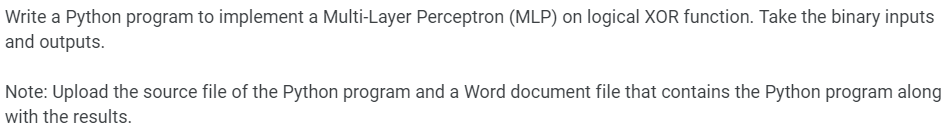 Write a Python program to implement a Multi-Layer Perceptron (MLP) on logical XOR function. Take the binary inputs
and outputs.
Note: Upload the source file of the Python program and a Word document file that contains the Python program along
with the results.